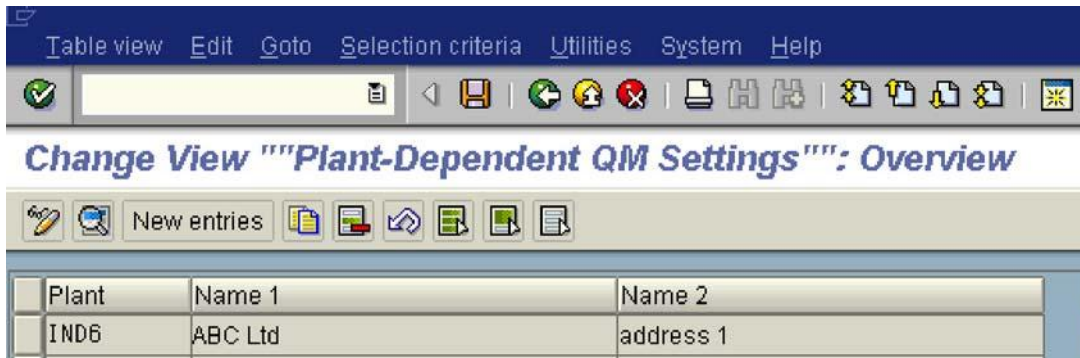 Table view Edit Goto Selection criteria Utilities System Help
Change View ""Plant-Dependent QM Settings"": Overview
New entries
Plant Name 1 Name 2
IND6 ABC Ltd address 1